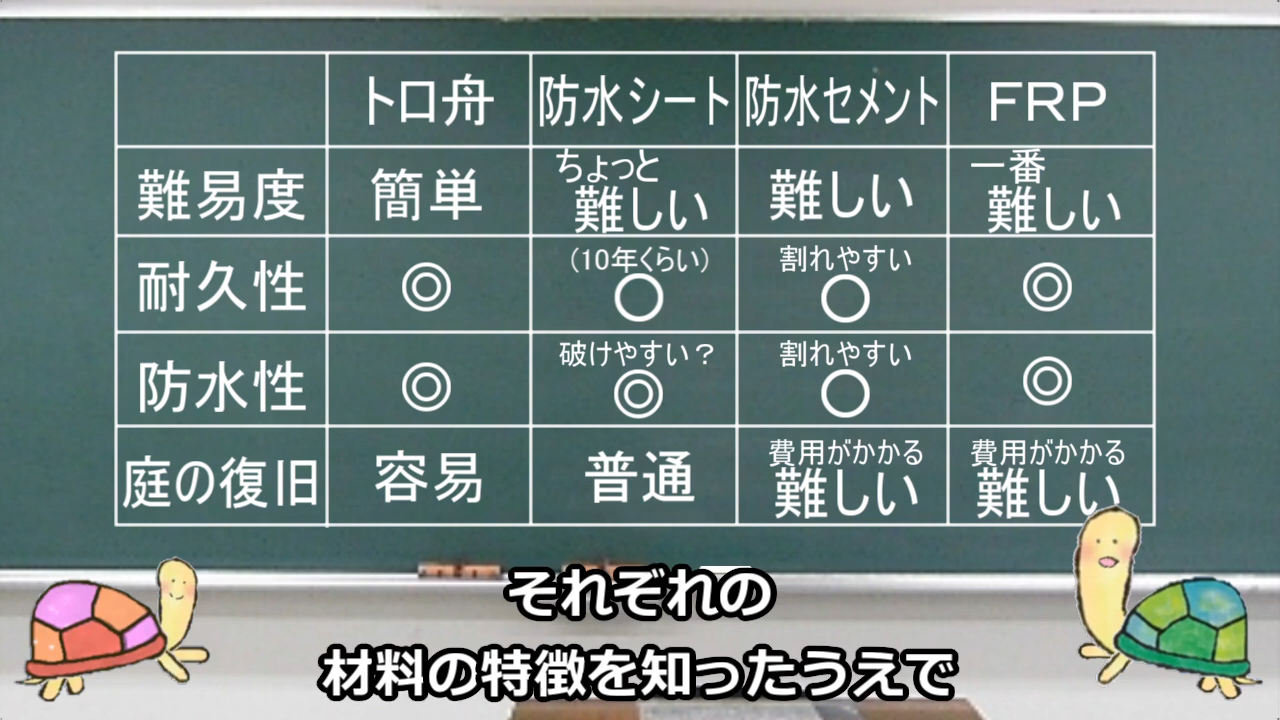 トロ舟 防水シート 防水セメント FRP
難易度 簡単 ちょっと難しい 難しい 一番難しい
耐久性 ◎ (10年くらい)○ 割れやすい○ ◎
防水性 ◎ 破けやすい？◎ 割れやすい○ ◎
庭の復旧 容易 普通 費用がかかる難しい 費用がかかる難しい
それぞれの
材料の特徴を知ったうえで